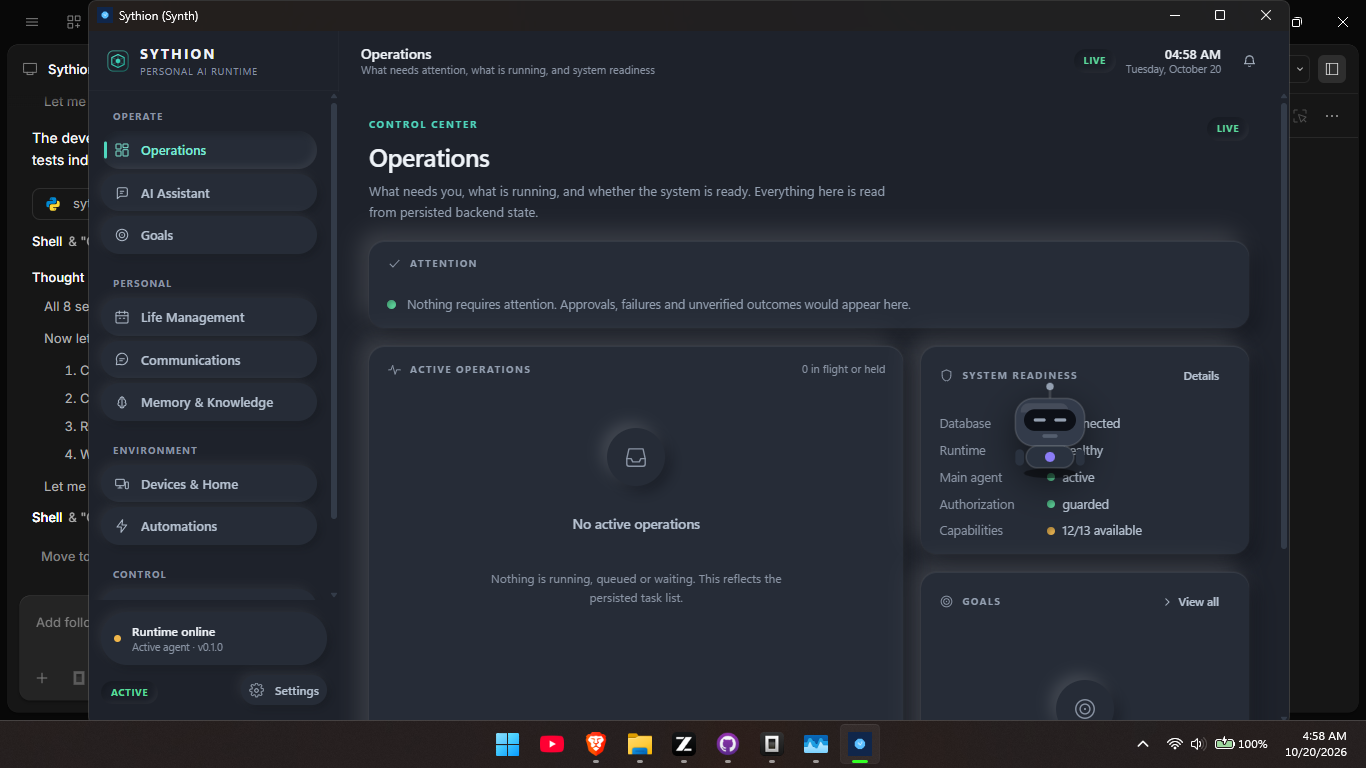 Sythion (Synth)
SYTHION
PERSONAL AI RUNTIME
Operations
What needs attention, what is running, and system readiness
LIVE
04:58 AM
Tuesday, October 20
OPERATE
Operations
AI Assistant
Goals
PERSONAL
Life Management
Communications
Memory & Knowledge
ENVIRONMENT
Devices & Home
Automations
CONTROL
Runtime online
Active agent · v0.1.0
ACTIVE
Settings
CONTROL CENTER
LIVE
Operations
What needs you, what is running, and whether the system is ready. Everything here is read
from persisted backend state.
ATTENTION
Nothing requires attention. Approvals, failures and unverified outcomes would appear here.
ACTIVE OPERATIONS
0 in flight or held
No active operations
Nothing is running, queued or waiting. This reflects the
persisted task list.
SYSTEM READINESS
Details
Database
Runtime
Main agent active
Authorization guarded
Capabilities 12/13 available
GOALS
View all
Let me
The
tests
Shell & "
Thought
All 8
Now
1.
2.
3.
4.
Let me
Shell & "
Move
Add
100%
4:58 AM
10/20/2026